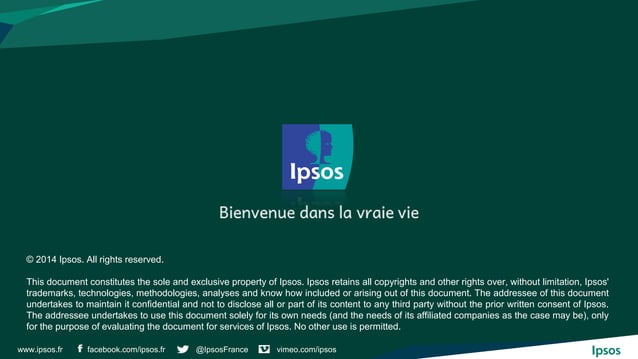 Ipsos
Bienvenue dans la vraie vie
© 2014 Ipsos. All rights reserved.
This document constitutes the sole and exclusive property of Ipsos. Ipsos retains all copyrights and other rights over, without limitation, Ipsos'
trademarks, technologies, methodologies, analyses and know how included or arising out of this document. The addressee of this document
undertakes to maintain it confidential and not to disclose all or part of its content to any third party without the prior written consent of Ipsos.
The addressee undertakes to use this document solely for its own needs (and the needs of its affiliated companies as the case may be), only
for the purpose of evaluating the document for services of Ipsos. No other use is permitted.
www.ipsos.fr facebook.com/ipsos.fr @IpsosFrance vimeo.com/ipsos
Ipsos